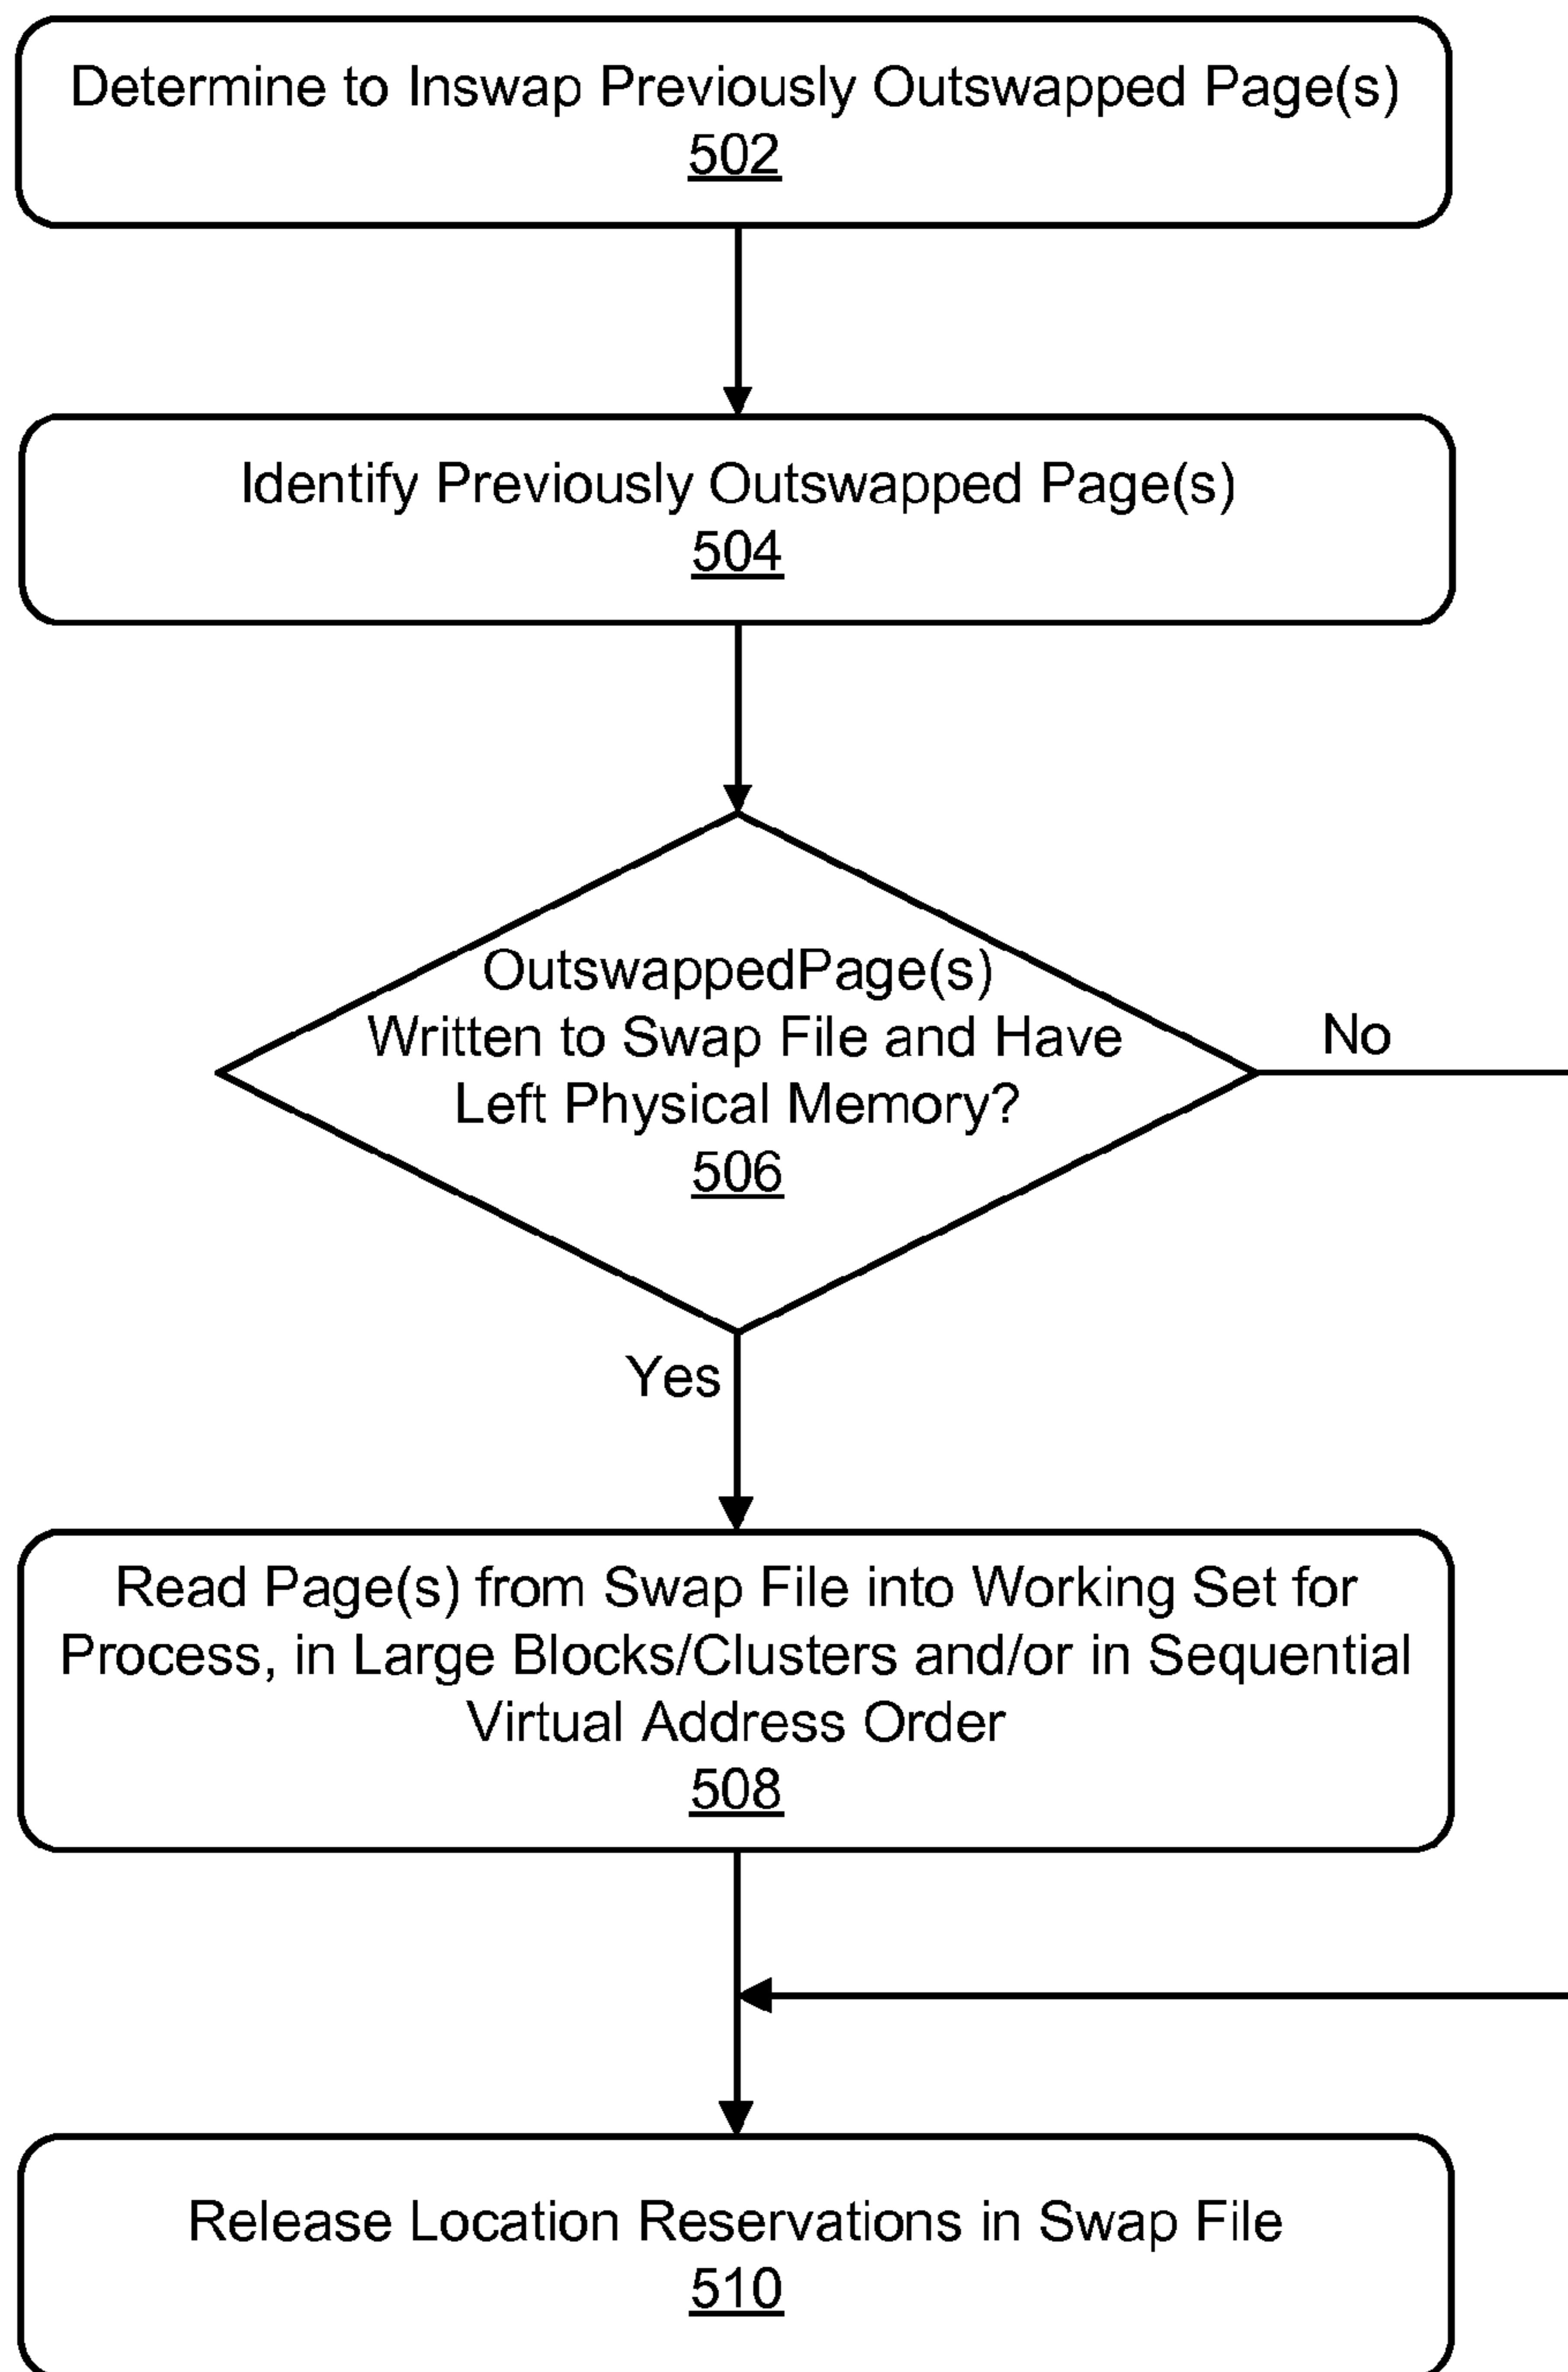 Determine to Inswap Previously Outswapped Page(s)
502
Identify Previously Outswapped Page(s)
504
OutswappedPage(s)
Written to Swap File and Have
Left Physical Memory?
506
No
Yes
Read Page(s) from Swap File into Working Set for
Process, in Large Blocks/Clusters and/or in Sequential
Virtual Address Order
508
Release Location Reservations in Swap File
510